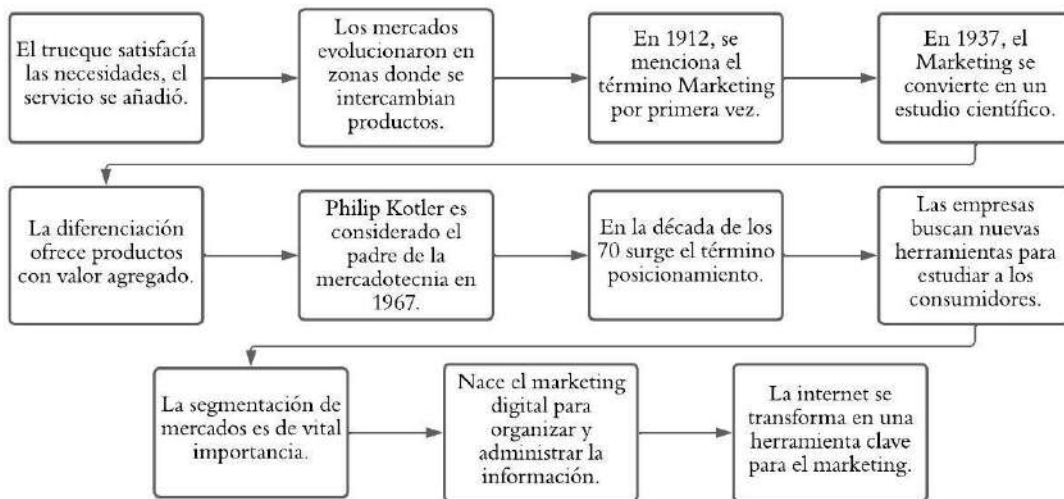 El trueque satisfacía
las necesidades, el
servicio se añadió.
Los mercados
evolucionaron en
zonas donde se
intercambian
productos.
En 1912, se
menciona el
término Marketing
por primera vez.
En 1937, el
Marketing se
convierte en un
estudio científico.
La diferenciación
ofrece productos
con valor agregado.
Philip Kotler es
considerado el
padre de la
mercadotecnia en
1967.
En la década de los
70 surge el término
posicionamiento.
Las empresas
buscan nuevas
herramientas para
estudiar a los
consumidores.
La segmentación de
mercados es de vital
importancia.
Nace el marketing
digital para
organizar y
administrar la
información.
La internet se
transforma en una
herramienta clave
para el marketing.